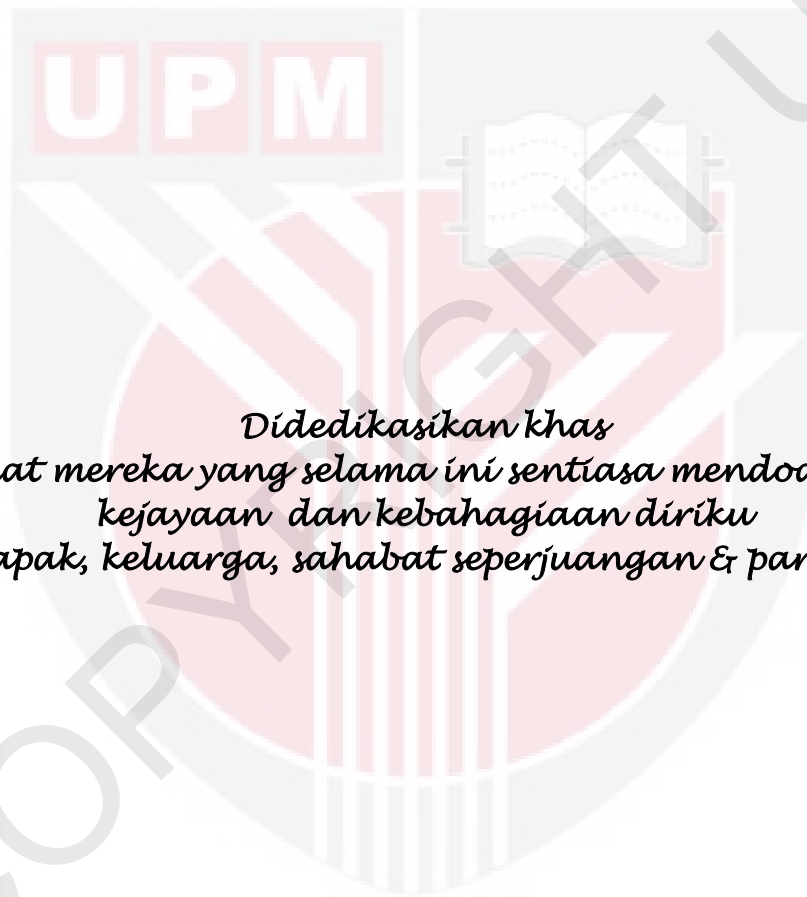 UPM
COPYRIGHT U
Didedikasikan khas
at mereka yang selama ini sentiasa mendoa
kejayaan dan kebahagiaan diriku
apak, keluarga, sahabat seperjuangan & par